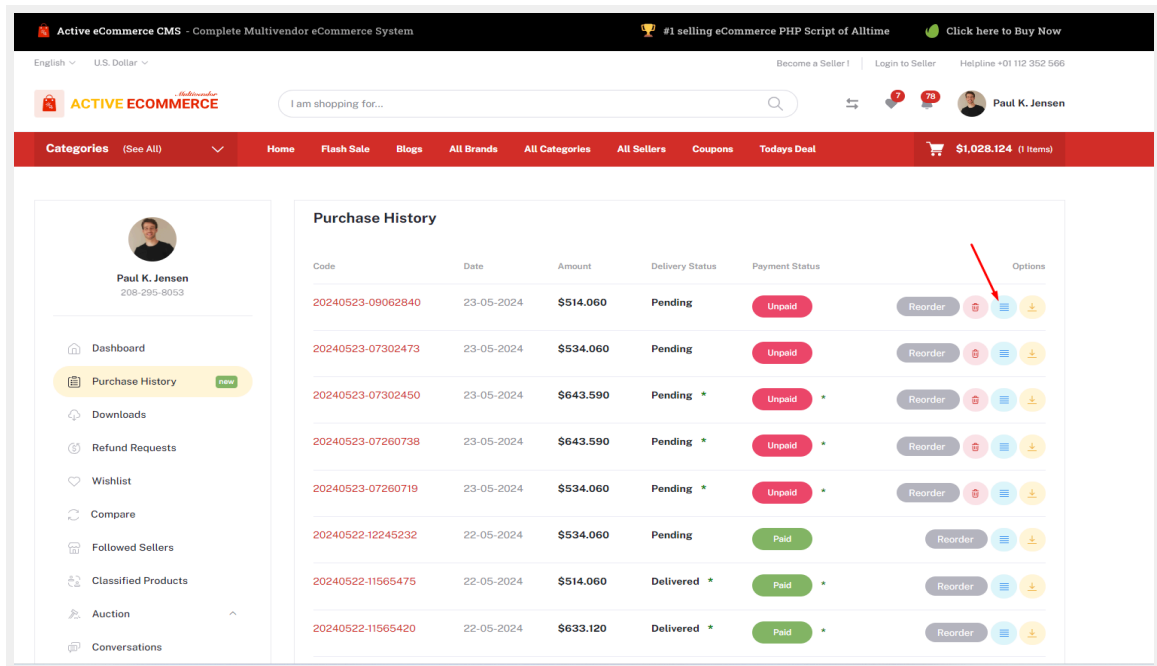 Active eCommerce CMS - Complete Multivendor eCommerce System
#1 selling eCommerce PHP Script of Alltime
Click here to Buy Now
English
U.S. Dollar
Become a Seller !
Login to Seller
Helpline +01 112 352 566
Multivendor
ACTIVE ECOMMERCE
I am shopping for...
7
78
Paul K. Jensen
Categories (See All)
Home Flash Sale Blogs All Brands All Categories All Sellers Coupons Todays Deal
$1,028.124 (1 Items)
Paul K. Jensen
208-295-8053
Dashboard
Purchase History new
Downloads
Refund Requests
Wishlist
Compare
Followed Sellers
Classified Products
Auction
Conversations
Purchase History
Code Date Amount Delivery Status Payment Status Options
20240523-09062840 23-05-2024 $514.060 Pending Unpaid Reorder
20240523-07302473 23-05-2024 $534.060 Pending Unpaid Reorder
20240523-07302450 23-05-2024 $643.590 Pending * Unpaid * Reorder
20240523-07260738 23-05-2024 $643.590 Pending * Unpaid * Reorder
20240523-07260719 23-05-2024 $534.060 Pending * Unpaid * Reorder
20240522-12245232 22-05-2024 $534.060 Pending Paid Reorder
20240522-11565475 22-05-2024 $514.060 Delivered * Paid * Reorder
20240522-11565420 22-05-2024 $633.120 Delivered * Paid * Reorder